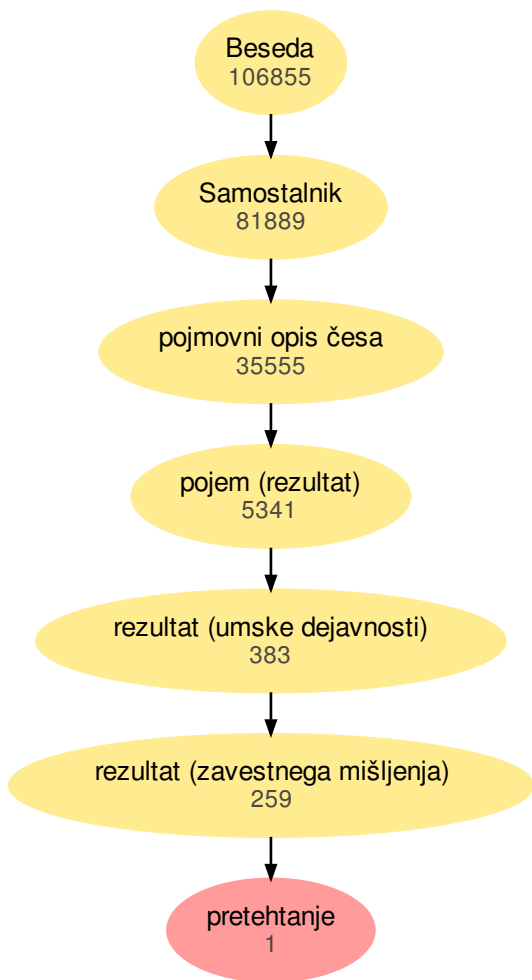 Beseda
106855
Samostalnik
81889
pojmovni opis česa
35555
pojem (rezultat)
5341
rezultat (umske dejavnosti)
383
rezultat (zavestnega mišljenja)
259
pretehtanje
1